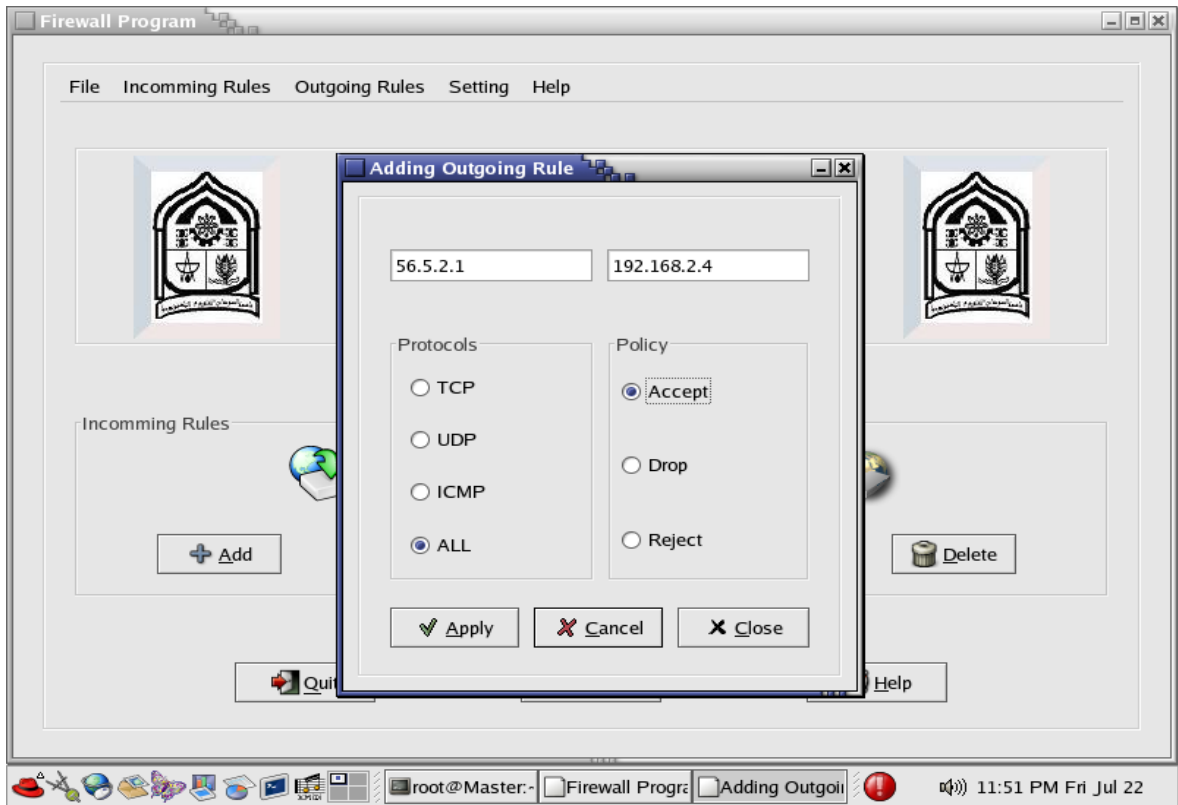 Firewall Program
File Incomming Rules Outgoing Rules Setting Help
Adding Outgoing Rule
56.5.2.1 192.168.2.4
Protocols
TCP
UDP
ICMP
ALL
Policy
Accept
Drop
Reject
Apply Cancel Close
Incomming Rules
Add
Delete
Quit
Help
root@Master:- Firewall Progra Adding Outgoi 11:51 PM Fri Jul 22